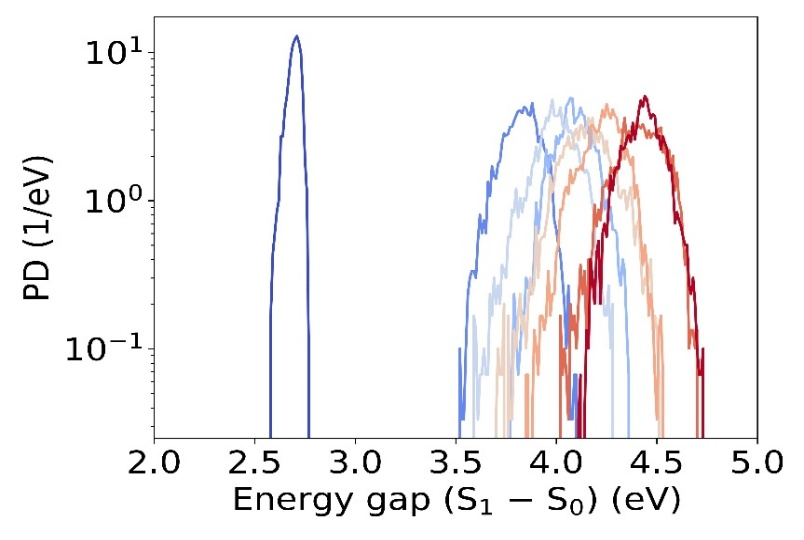 PD (1/eV)
10¹
10⁰
10⁻¹
2.0 2.5 3.0 3.5 4.0 4.5 5.0
Energy gap (S₁ − S₀) (eV)